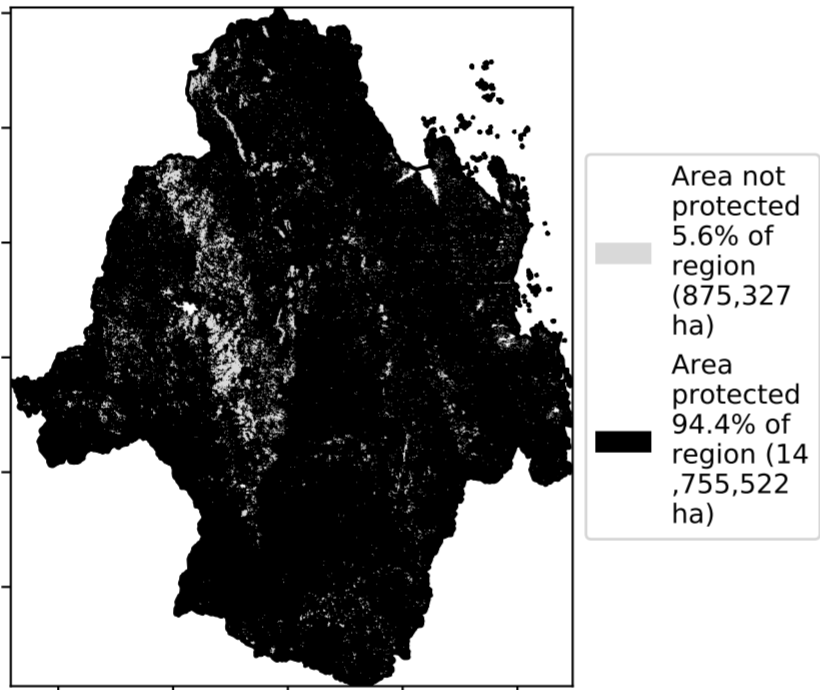 Area not
protected
5.6% of
region
(875,327
ha)
Area
protected
94.4% of
region (14
,755,522
ha)